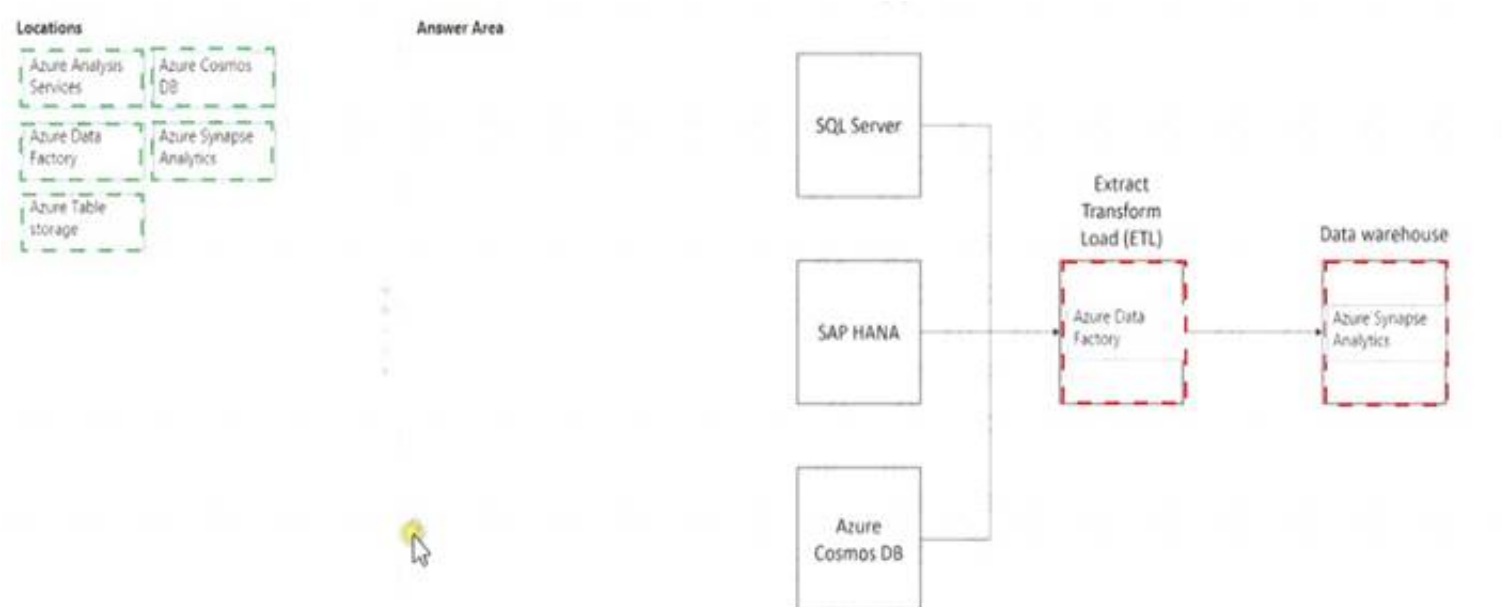 Locations
Answer Area
Azure Analysis
Services
Azure Cosmos
DB
Azure Data
Factory
Azure Synapse
Analytics
Azure Table
storage
SQL Server
SAP HANA
Azure
Cosmos DB
Extract
Transform
Load (ETL)
Azure Data
Factory
Data warehouse
Azure Synapse
Analytics